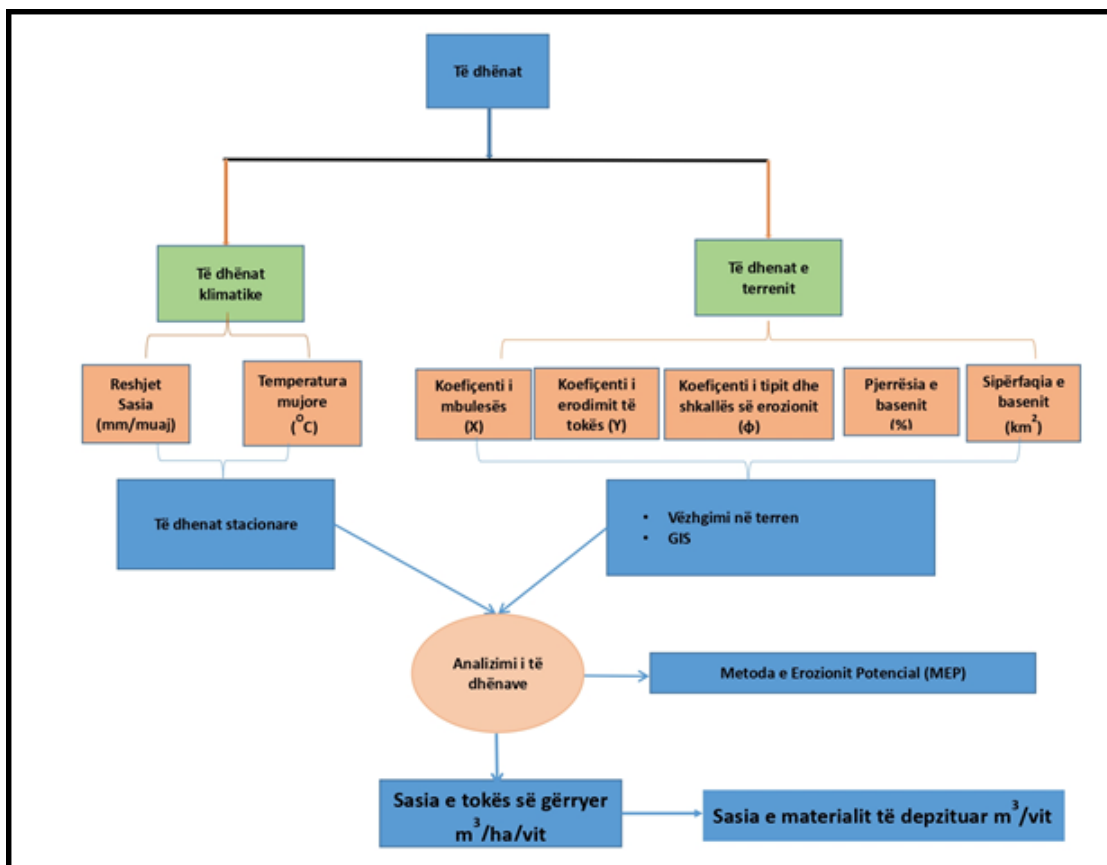 Të dhënat
Të dhënat
klimatike
Të dhenat e
terrenit
Reshjet
Sasia
(mm/muaj)
Temperatura
mujore
(°C)
Koefiçenti i
mbulesës
(X)
Koefiçenti i
erodimit të
tokës (Y)
Koefiçenti i tipit dhe
shkallës së erozionit
(ф)
Pjerrësia e
basenit
(%)
Sipërfaqia e
basenit
(km²)
Të dhenat stacionare
• Vëzhgimi në terren
• GIS
Analizimi i të
dhënave
Metoda e Erozionit Potencial (MEP)
Sasia e tokës së gërryer
m³/ha/vit
Sasia e materialit të depzituar m³/vit